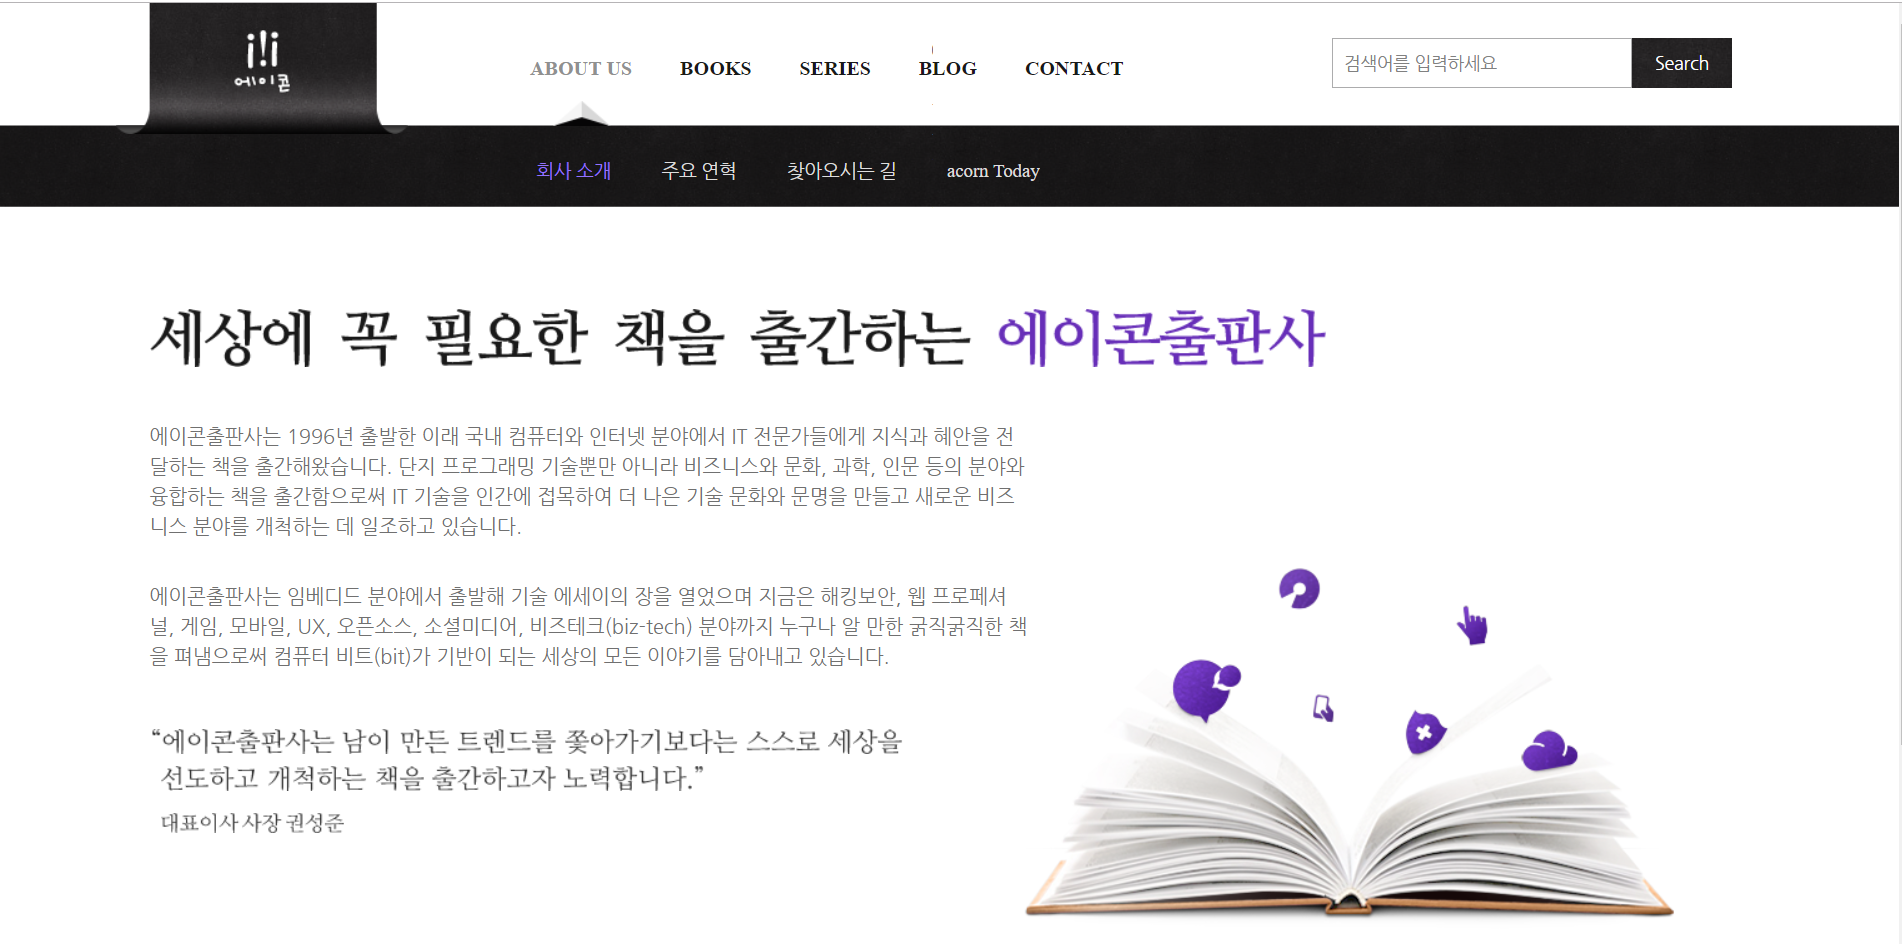 에이콘
ABOUT US
BOOKS
SERIES
BLOG
CONTACT
검색어를 입력하세요
Search
회사 소개
주요 연혁
찾아오시는 길
acorn Today
세상에 꼭 필요한 책을 출간하는 에이콘출판사
에이콘출판사는 1996년 출발한 이래 국내 컴퓨터와 인터넷 분야에서 IT 전문가들에게 지식과 혜안을 전
달하는 책을 출간해왔습니다. 단지 프로그래밍 기술뿐만 아니라 비즈니스와 문화, 과학, 인문 등의 분야와
융합하는 책을 출간함으로써 IT 기술을 인간에 접목하여 더 나은 기술 문화와 문명을 만들고 새로운 비즈
니스 분야를 개척하는 데 일조하고 있습니다.
에이콘출판사는 임베디드 분야에서 출발해 기술 에세이의 장을 열었으며 지금은 해킹보안, 웹 프로페셔
널, 게임, 모바일, UX, 오픈소스, 소셜미디어, 비즈테크(biz-tech) 분야까지 누구나 알 만한 굵직굵직한 책
을 펴냄으로써 컴퓨터 비트(bit)가 기반이 되는 세상의 모든 이야기를 담아내고 있습니다.
“에이콘출판사는 남이 만든 트렌드를 쫓아가기보다는 스스로 세상을
선도하고 개척하는 책을 출간하고자 노력합니다.”
대표이사 사장 권성준